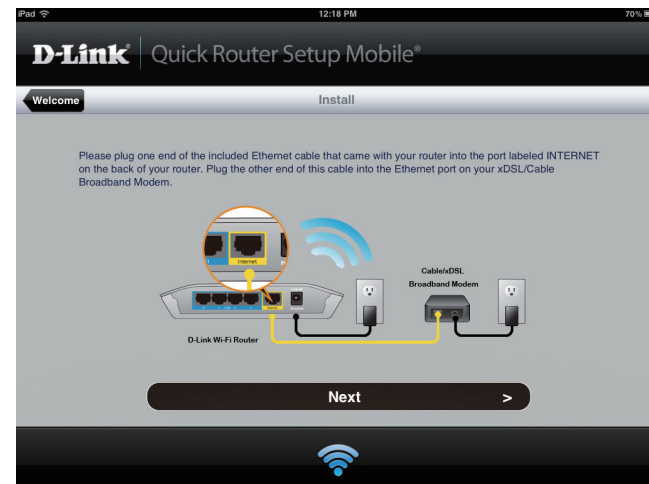 iPad 12:18 PM 70%
D-Link® Quick Router Setup Mobile®
Welcome Install
Please plug one end of the included Ethernet cable that came with your router into the port labeled INTERNET
on the back of your router. Plug the other end of this cable into the Ethernet port on your xDSL/Cable
Broadband Modem.
Internet
Cable/xDSL
Broadband Modem
D-Link Wi-Fi Router
Next >